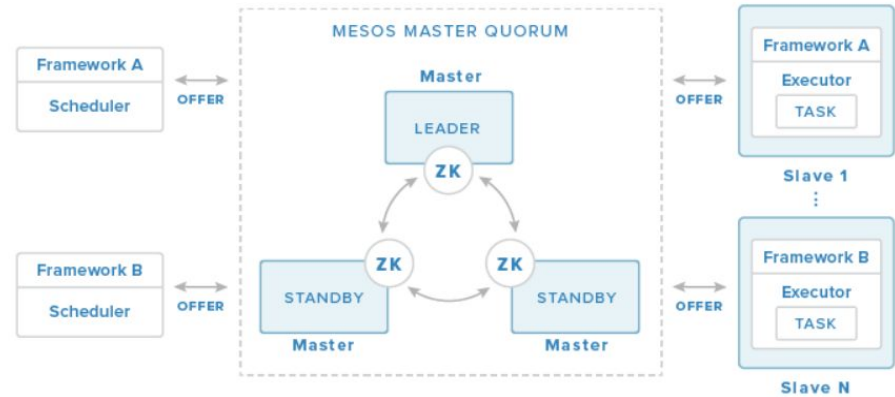 MESOS MASTER QUORUM
Framework A
Scheduler
OFFER
Master
LEADER
ZK
OFFER
Framework A
Executor
TASK
Slave 1
Framework B
Scheduler
OFFER
ZK
STANDBY
Master
ZK
STANDBY
Master
OFFER
Framework B
Executor
TASK
Slave N